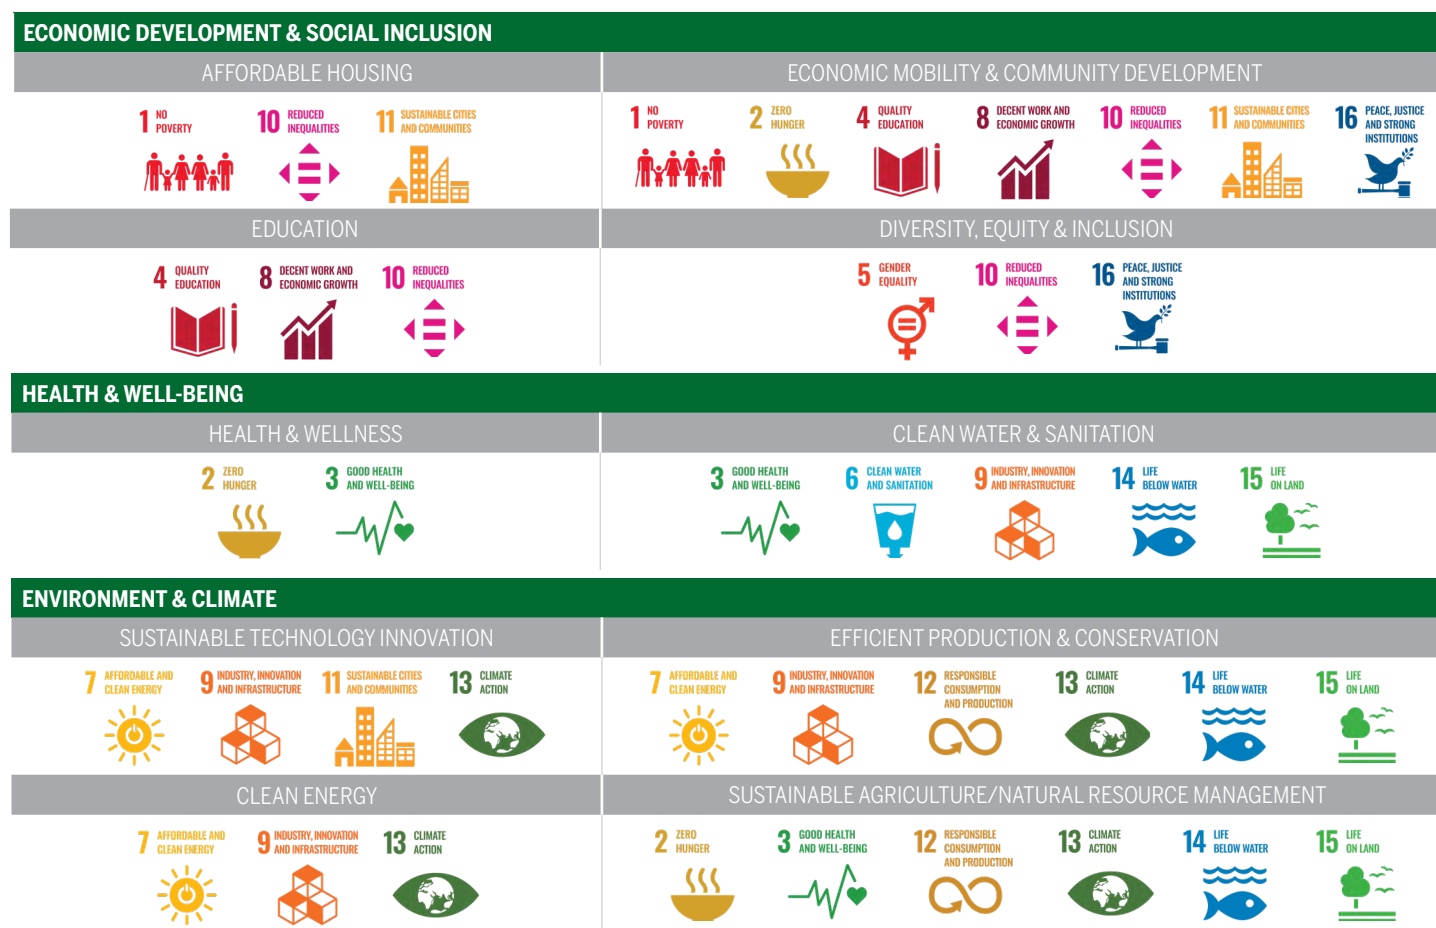 ECONOMIC DEVELOPMENT & SOCIAL INCLUSION
AFFORDABLE HOUSING
1 NO
POVERTY
10 REDUCED
INEQUALITIES
11 SUSTAINABLE CITIES
AND COMMUNITIES
ECONOMIC MOBILITY & COMMUNITY DEVELOPMENT
1 NO
POVERTY
2 ZERO
HUNGER
4 QUALITY
EDUCATION
8 DECENT WORK AND
ECONOMIC GROWTH
10 REDUCED
INEQUALITIES
11 SUSTAINABLE CITIES
AND COMMUNITIES
16 PEACE, JUSTICE
AND STRONG
INSTITUTIONS
EDUCATION
4 QUALITY
EDUCATION
8 DECENT WORK AND
ECONOMIC GROWTH
10 REDUCED
INEQUALITIES
DIVERSITY, EQUITY & INCLUSION
5 GENDER
EQUALITY
10 REDUCED
INEQUALITIES
16 PEACE, JUSTICE
AND STRONG
INSTITUTIONS
HEALTH & WELL-BEING
HEALTH & WELLNESS
2 ZERO
HUNGER
3 GOOD HEALTH
AND WELL-BEING
CLEAN WATER & SANITATION
3 GOOD HEALTH
AND WELL-BEING
6 CLEAN WATER
AND SANITATION
9 INDUSTRY, INNOVATION
AND INFRASTRUCTURE
14 LIFE
BELOW WATER
15 LIFE
ON LAND
ENVIRONMENT & CLIMATE
SUSTAINABLE TECHNOLOGY INNOVATION
7 AFFORDABLE AND
CLEAN ENERGY
9 INDUSTRY, INNOVATION
AND INFRASTRUCTURE
11 SUSTAINABLE CITIES
AND COMMUNITIES
13 CLIMATE
ACTION
EFFICIENT PRODUCTION & CONSERVATION
7 AFFORDABLE AND
CLEAN ENERGY
9 INDUSTRY, INNOVATION
AND INFRASTRUCTURE
12 RESPONSIBLE
CONSUMPTION
AND PRODUCTION
13 CLIMATE
ACTION
14 LIFE
BELOW WATER
15 LIFE
ON LAND
CLEAN ENERGY
7 AFFORDABLE AND
CLEAN ENERGY
9 INDUSTRY, INNOVATION
AND INFRASTRUCTURE
13 CLIMATE
ACTION
SUSTAINABLE AGRICULTURE/NATURAL RESOURCE MANAGEMENT
2 ZERO
HUNGER
3 GOOD HEALTH
AND WELL-BEING
12 RESPONSIBLE
CONSUMPTION
AND PRODUCTION
13 CLIMATE
ACTION
14 LIFE
BELOW WATER
15 LIFE
ON LAND